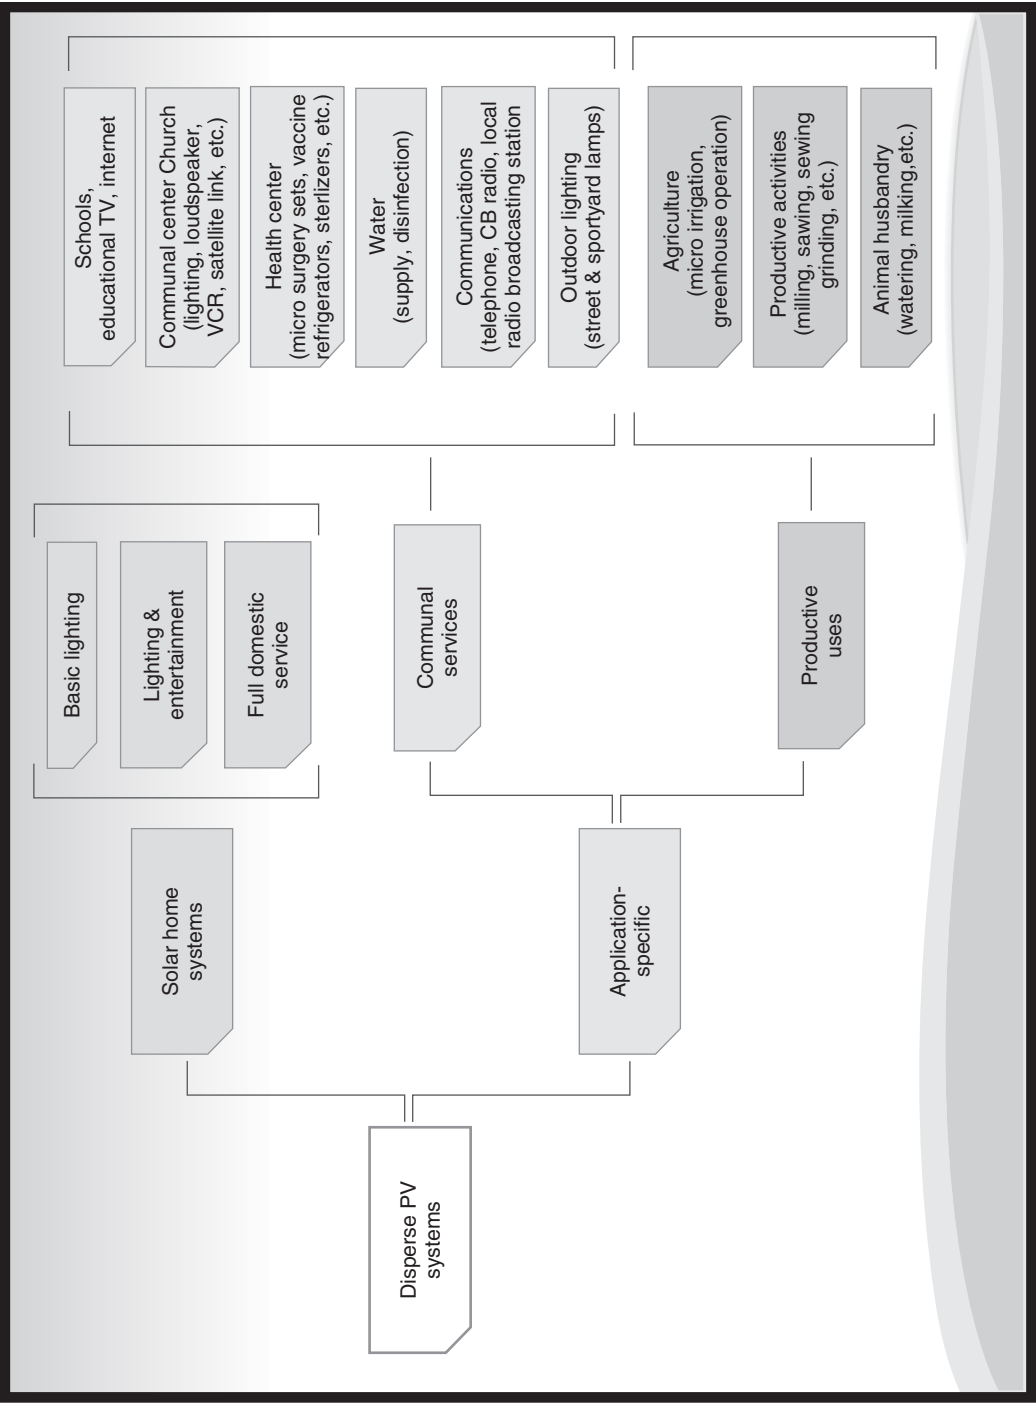 Disperse PV
systems
Solar home
systems
Application-
specific
Basic lighting
Lighting &
entertainment
Full domestic
service
Communal
services
Productive
uses
Schools,
educational TV, internet
Communal center Church
(lighting, loudspeaker,
VCR, satellite link, etc.)
Health center
(micro surgery sets, vaccine
refrigerators, sterlizers, etc.)
Water
(supply, disinfection)
Communications
(telephone, CB radio, local
radio broadcasting station
Outdoor lighting
(street & sportyard lamps)
Agriculture
(micro irrigation,
greenhouse operation)
Productive activities
(milling, sawing, sewing
grinding, etc.)
Animal husbandry
(watering, milking,etc.)